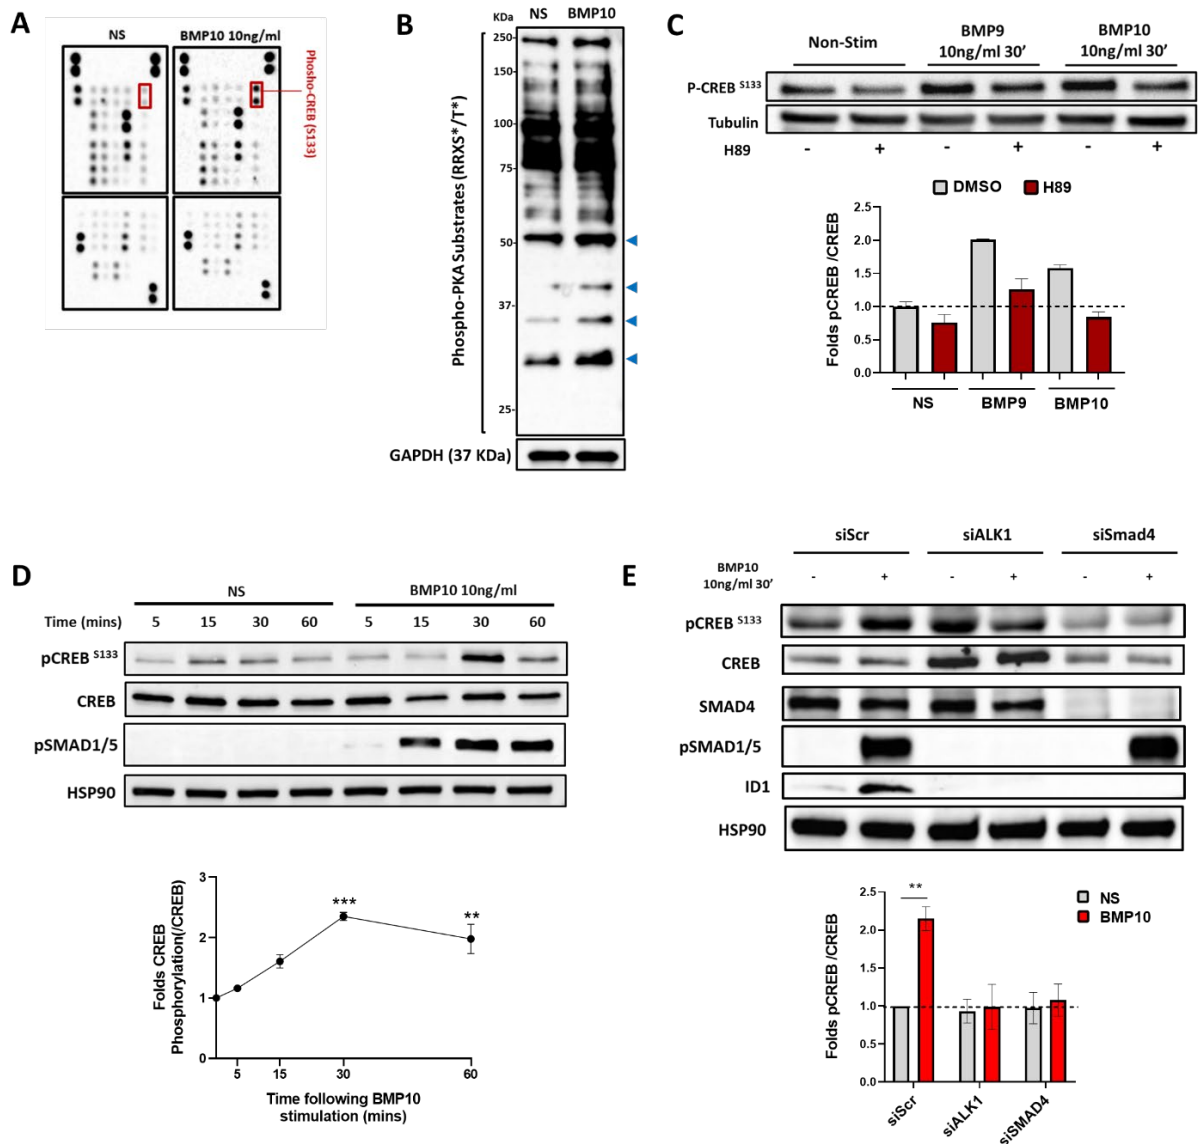 A
NS
BMP10 10ng/ml
Phosho-CREB (S133)
B
KDa
NS
BMP10
250-
150-
100-
75-
50-
37-
25-
Phospho-PKA Substrates (RRXS*/T*)
GAPDH (37 KDa)
C
Non-Stim
BMP9
10ng/ml 30’
BMP10
10ng/ml 30’
P-CREB S133
Tubulin
H89
- + - + - +
DMSO
H89
Folds pCREB /CREB
2.5
2.0
1.5
1.0
0.5
0.0
NS
BMP9
BMP10
D
NS
BMP10 10ng/ml
Time (mins) 5 15 30 60 5 15 30 60
pCREB S133
CREB
pSMAD1/5
HSP90
Folds CREB
Phosphorylation(/CREB)
3
2
1
0
***
**
5 15 30 60
Time following BMP10
stimulation (mins)
E
siScr
siALK1
siSmad4
BMP10
10ng/ml 30’
- + - + - +
pCREB S133
CREB
SMAD4
pSMAD1/5
ID1
HSP90
Folds pCREB /CREB
2.5
2.0
1.5
1.0
0.5
0.0
**
NS
BMP10
siScr
siALK1
siSMAD4